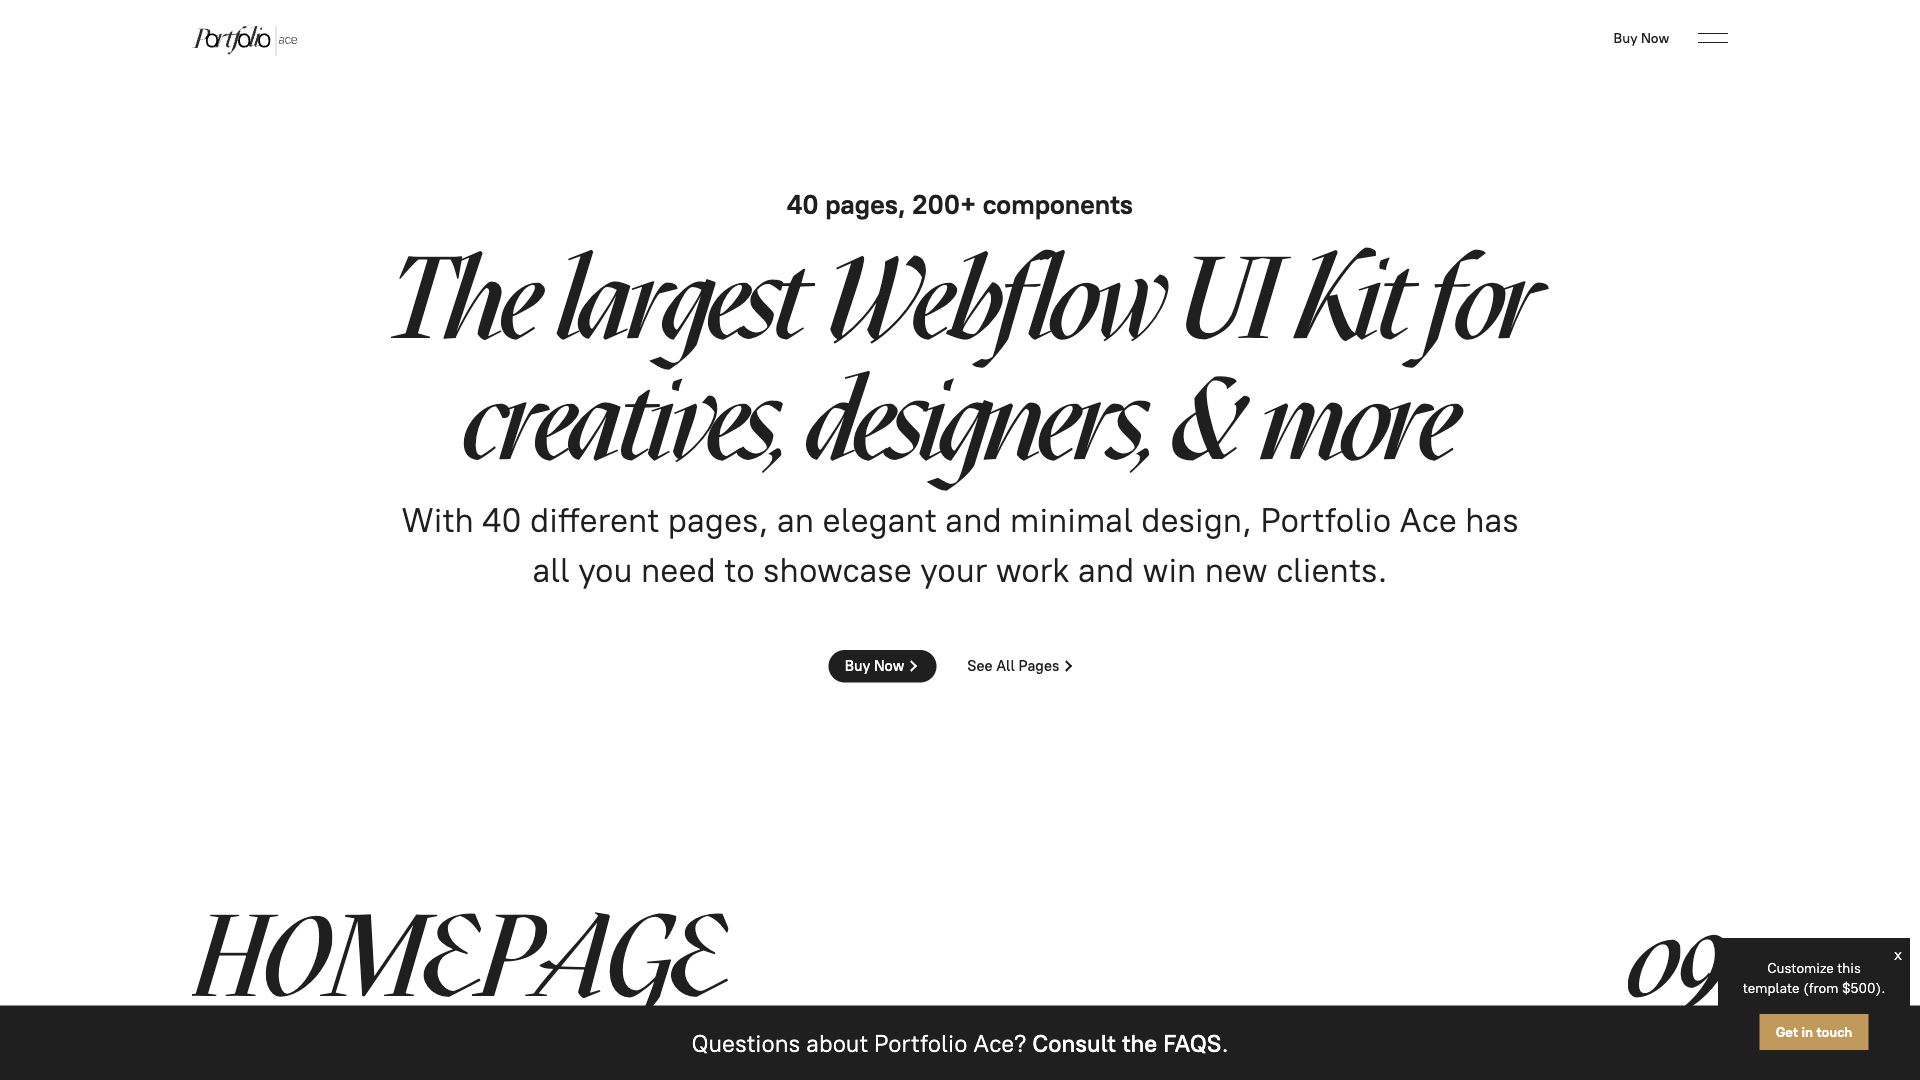 Portfolio ace
Buy Now
40 pages, 200+ components
The largest Webflow UI Kit for
creatives, designers, & more
With 40 different pages, an elegant and minimal design, Portfolio Ace has
all you need to showcase your work and win new clients.
Buy Now
See All Pages
HOMEPAGE
09
x
Customize this
template (from $500).
Get in touch
Questions about Portfolio Ace? Consult the FAQS.